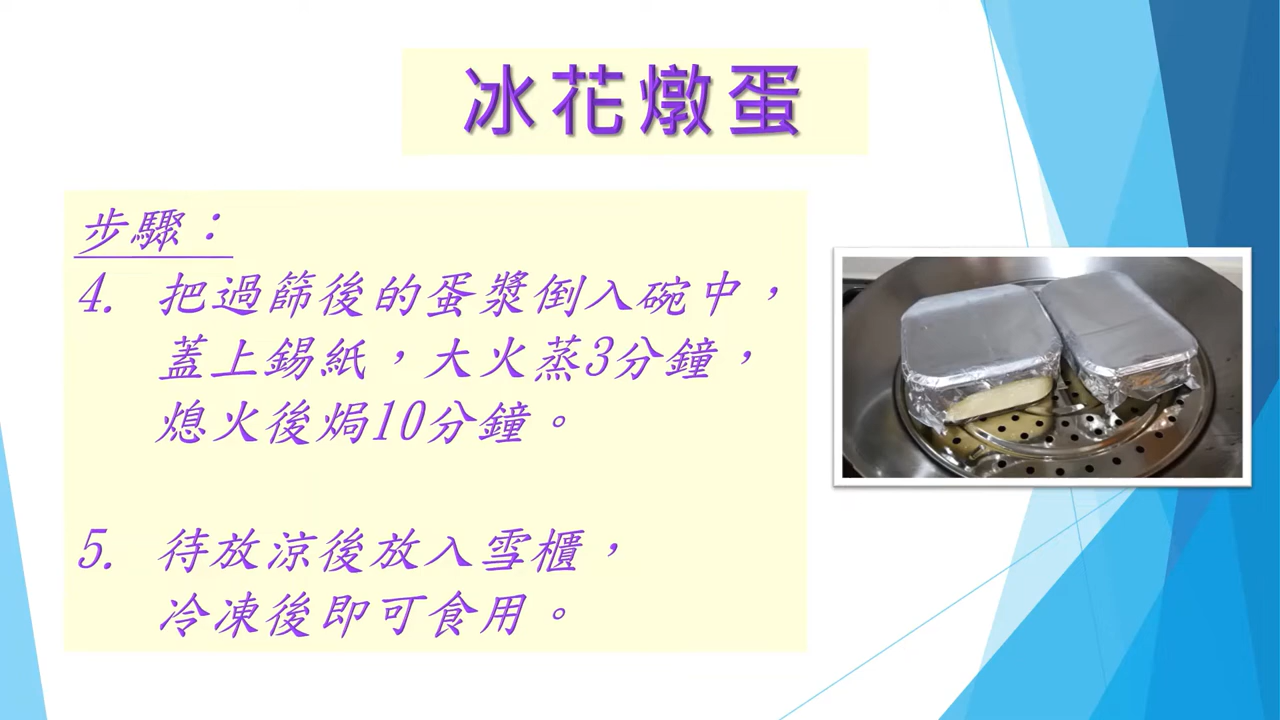 冰花燉蛋
步驟：
4. 把過篩後的蛋漿倒入碗中，
蓋上錫紙，大火蒸3分鐘，
熄火後焗10分鐘。
5. 待放涼後放入雪櫃，
冷凍後即可食用。